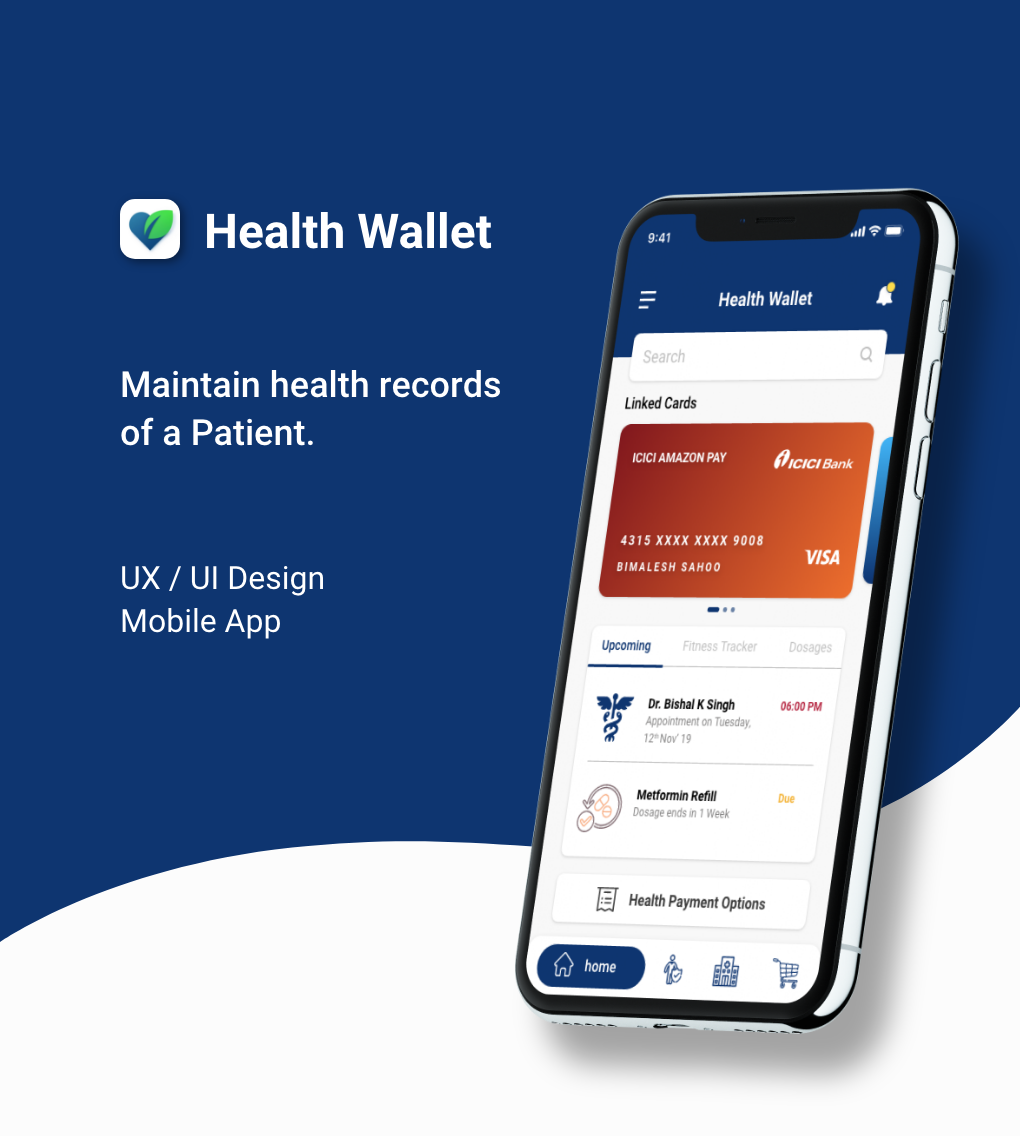 Health Wallet
Maintain health records
of a Patient.
UX / UI Design
Mobile App
9:41
Health Wallet
Search
Linked Cards
ICICI AMAZON PAY
ICICI Bank
4315 XXXX XXXX 9008
BIMALESH SAHOO
VISA
Upcoming
Fitness Tracker
Dosages
Dr. Bishal K Singh
06:00 PM
Appointment on Tuesday,
12th Nov' 19
Metformin Refill
Due
Dosage ends in 1 Week
Health Payment Options
home